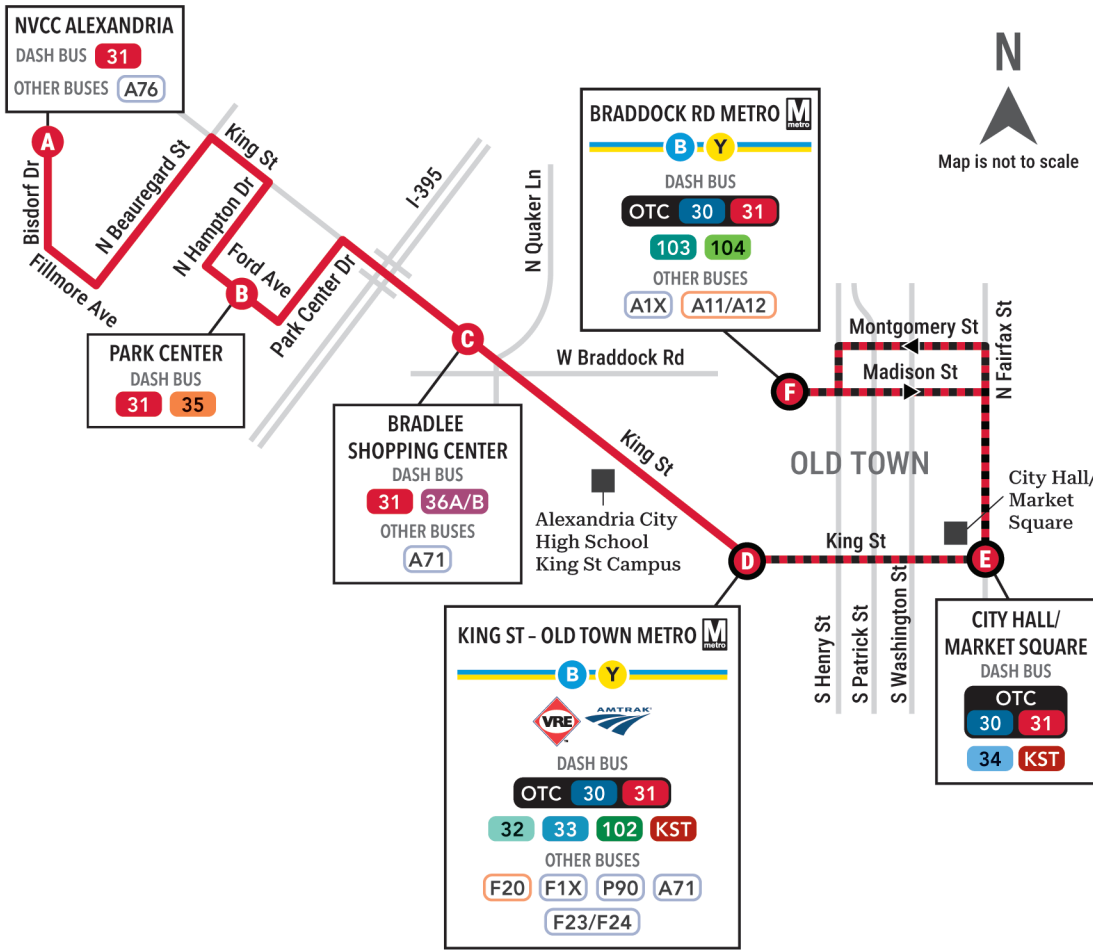 NVCC ALEXANDRIA
DASH BUS 31
OTHER BUSES A76
A
Bisdorf Dr
Fillmore Ave
N Beauregard St
King St
N Hampton Dr
Ford Ave
B
Park Center Dr
PARK CENTER
DASH BUS
31 35
I-395
N Quaker Ln
C
W Braddock Rd
BRADLEE
SHOPPING CENTER
DASH BUS
31 36A/B
OTHER BUSES
A71
King St
Alexandria City
High School
King St Campus
BRADDOCK RD METRO M
metro
B Y
DASH BUS
OTC 30 31
103 104
OTHER BUSES
A1X A11/A12
N
Map is not to scale
Montgomery St
Madison St
N Fairfax St
F
OLD TOWN
City Hall/
Market
Square
D
King St
E
S Henry St
S Patrick St
S Washington St
KING ST – OLD TOWN METRO M
metro
B Y
VRE AMTRAK
DASH BUS
OTC 30 31
32 33 102 KST
OTHER BUSES
F20 F1X P90 A71
F23/F24
CITY HALL/
MARKET SQUARE
DASH BUS
OTC
30 31
34 KST